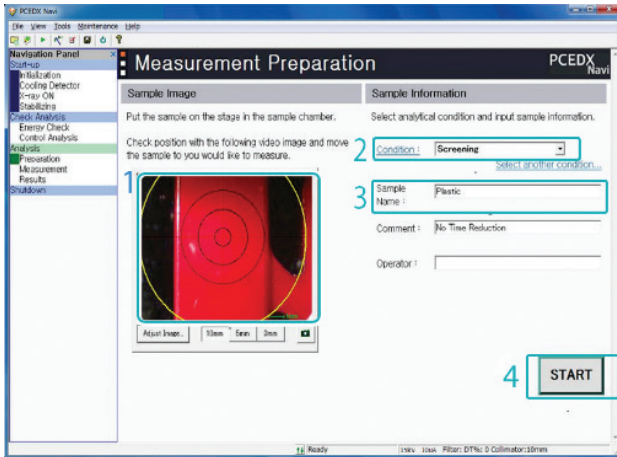 PCEDX Navi
File View Tools Maintenance Help
Navigation Panel
Start-up
Initialization
Cooling Detector
X-ray ON
Stabilizing
Check Analysis
Energy Check
Control Analysis
Analysis
Preparation
Measurement
Results
Shutdown
Measurement Preparation
PCEDX
Navi
Sample Image
Put the sample on the stage in the sample chamber.
Check position with the following video image and move
the sample to you would like to measure.
1
Adjust Image... 10mm 5mm 3mm
Sample Information
Select analytical condition and input sample information.
2 Condition : Screening
Select another condition...
3 Sample
Name :
Plastic
Comment : No Time Reduction
Operator :
4 START
Ready
15kV 10uA Filter: DT%: 0 Collimator:10mm